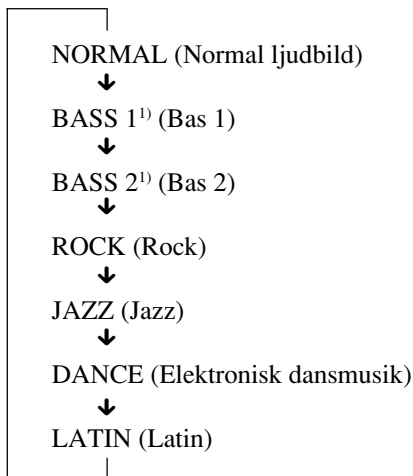 NORMAL (Normal ljudbild)
BASS 1¹⁾ (Bas 1)
BASS 2¹⁾ (Bas 2)
ROCK (Rock)
JAZZ (Jazz)
DANCE (Elektronisk dansmusik)
LATIN (Latin)